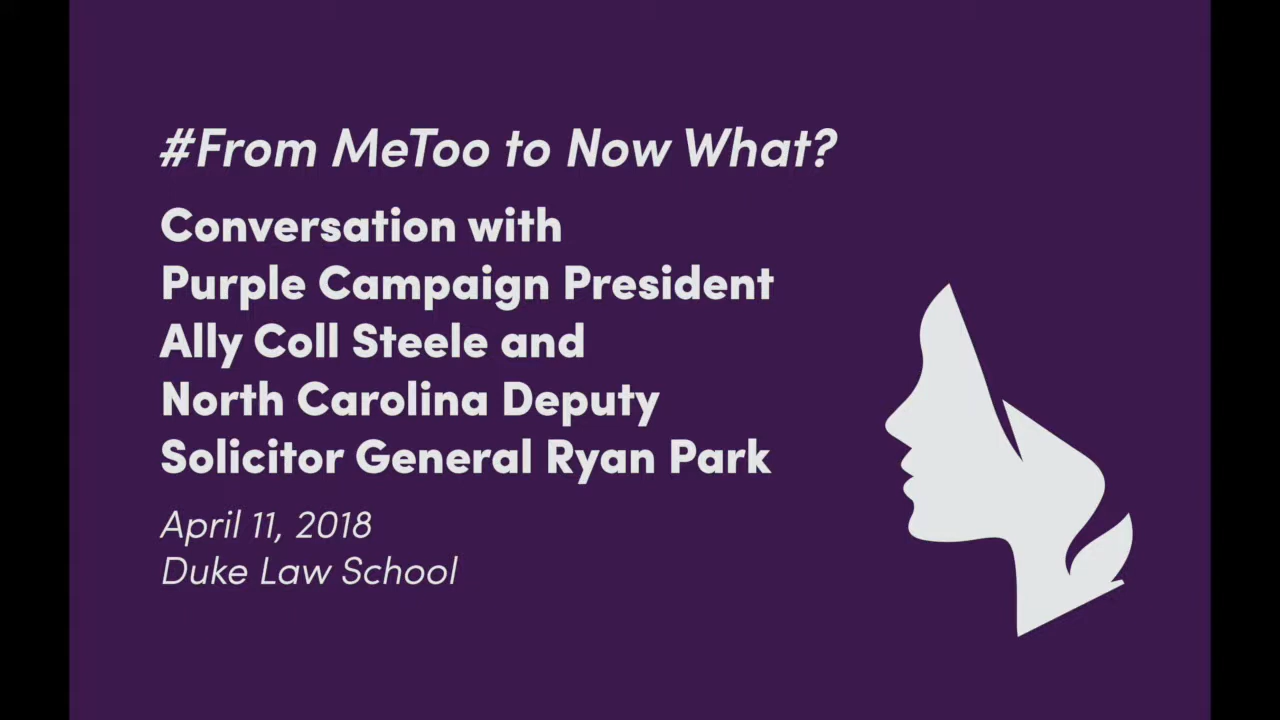 #From MeToo to Now What?
Conversation with
Purple Campaign President
Ally Coll Steele and
North Carolina Deputy
Solicitor General Ryan Park
April 11, 2018
Duke Law School